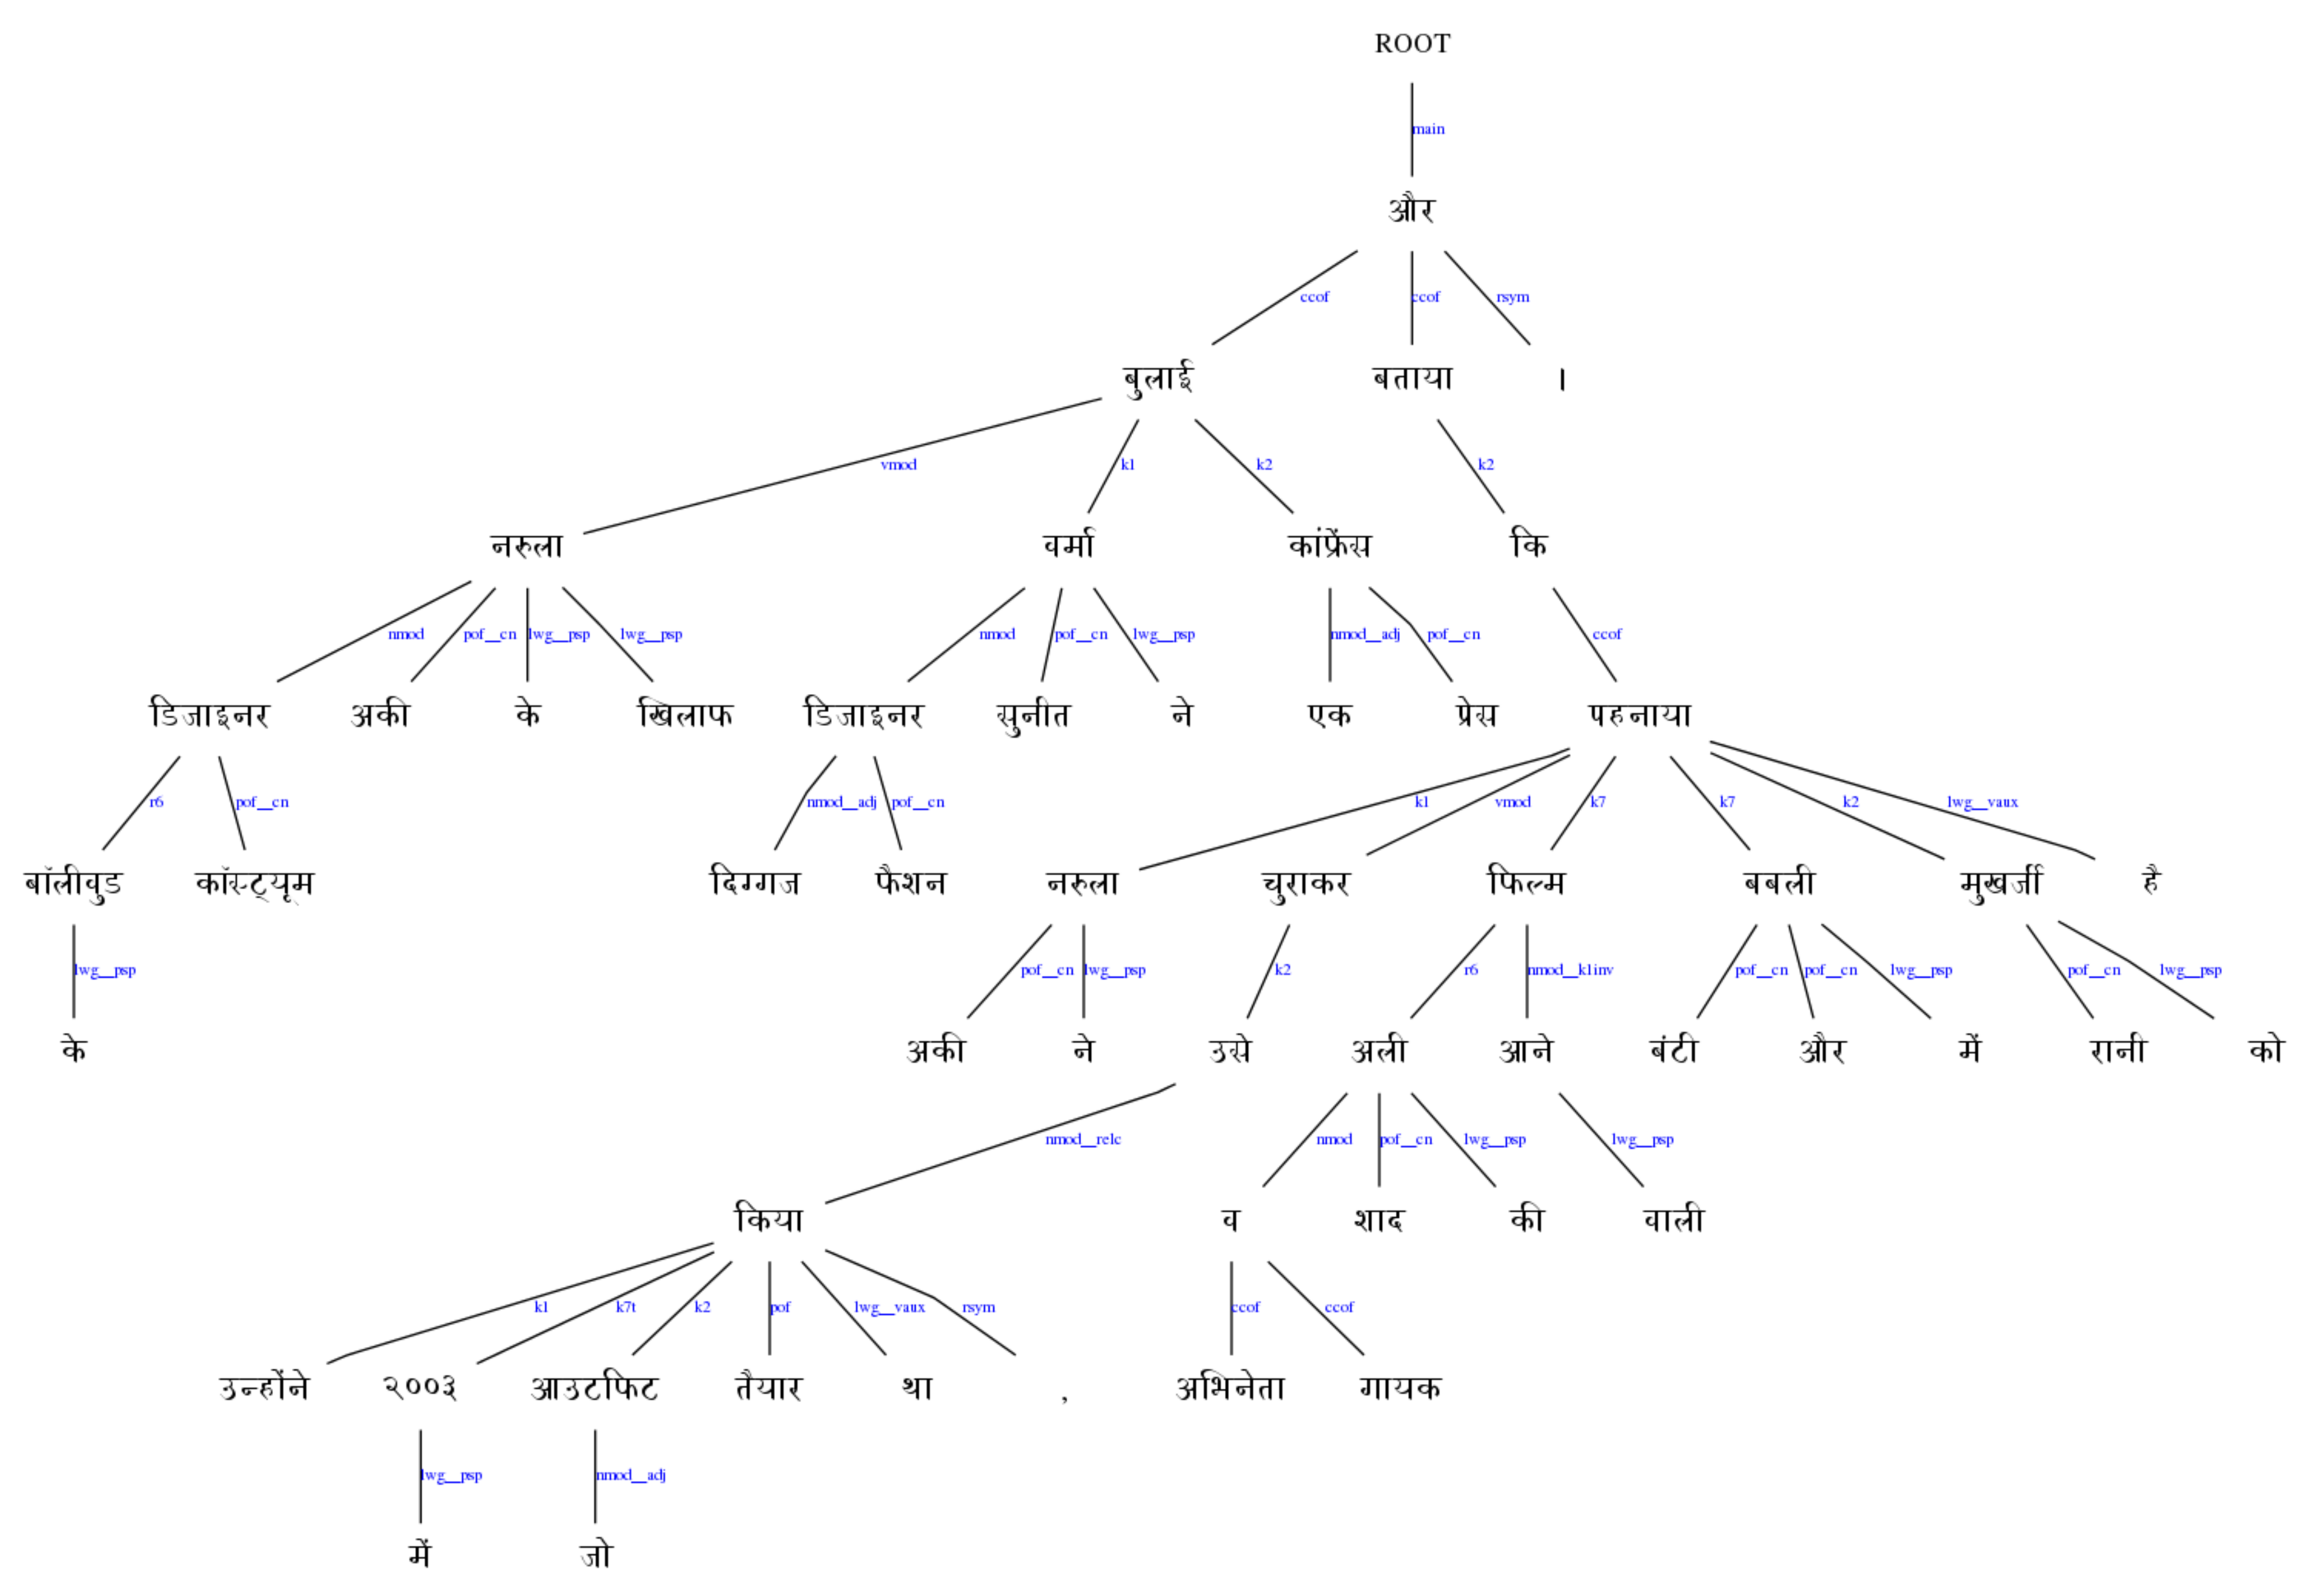 ROOT
main
और
ccof ccof rsym
बुलाई बताया ।
vmod k1 k2 k2
नरुला वर्मा कांफ्रेंस कि
nmod pof__cn lwg__psp lwg__psp nmod pof__cn lwg__psp nmod__adj pof__cn ccof
डिजाइनर अकी के खिलाफ डिजाइनर सुनीत ने एक प्रेस पहनाया
r6 pof__cn nmod__adj pof__cn k1 vmod k7 k7 k2 lwg__vaux
बॉलीवुड कॉस्ट्यूम दिग्गज फैशन नरुला चुराकर फिल्म बबली मुखर्जी है
lwg__psp pof__cn lwg__psp k2 r6 nmod__k1inv pof__cn pof__cn lwg__psp pof__cn lwg__psp
के अकी ने उसे अली आने बंटी और में रानी को
nmod__relc nmod pof__cn lwg__psp lwg__psp
किया व शाद की वाली
k1 k7t k2 pof lwg__vaux rsym ccof ccof
उन्होंने २००३ आउटफिट तैयार था , अभिनेता गायक
lwg__psp nmod__adj
में जो